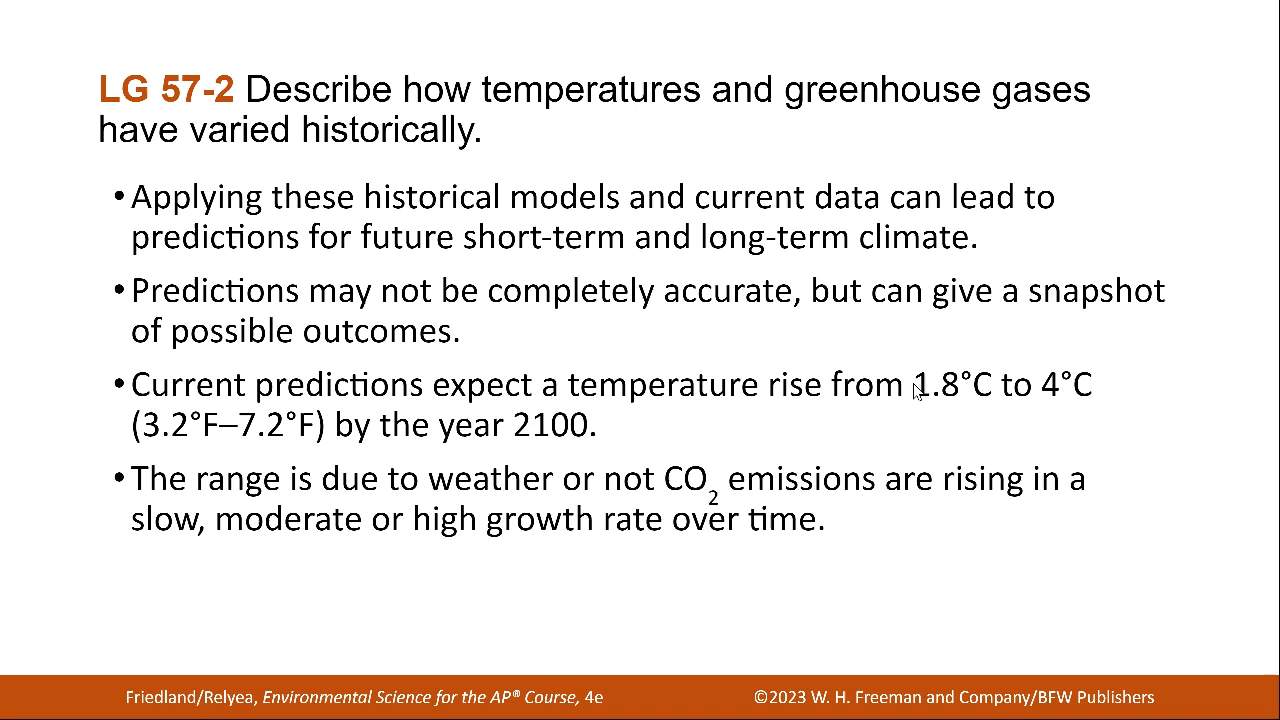 LG 57-2 Describe how temperatures and greenhouse gases
have varied historically.
•Applying these historical models and current data can lead to
predictions for future short-term and long-term climate.
•Predictions may not be completely accurate, but can give a snapshot
of possible outcomes.
•Current predictions expect a temperature rise from 1.8°C to 4°C
(3.2°F–7.2°F) by the year 2100.
•The range is due to weather or not CO₂ emissions are rising in a
slow, moderate or high growth rate over time.
Friedland/Relyea, Environmental Science for the AP® Course, 4e
©2023 W. H. Freeman and Company/BFW Publishers